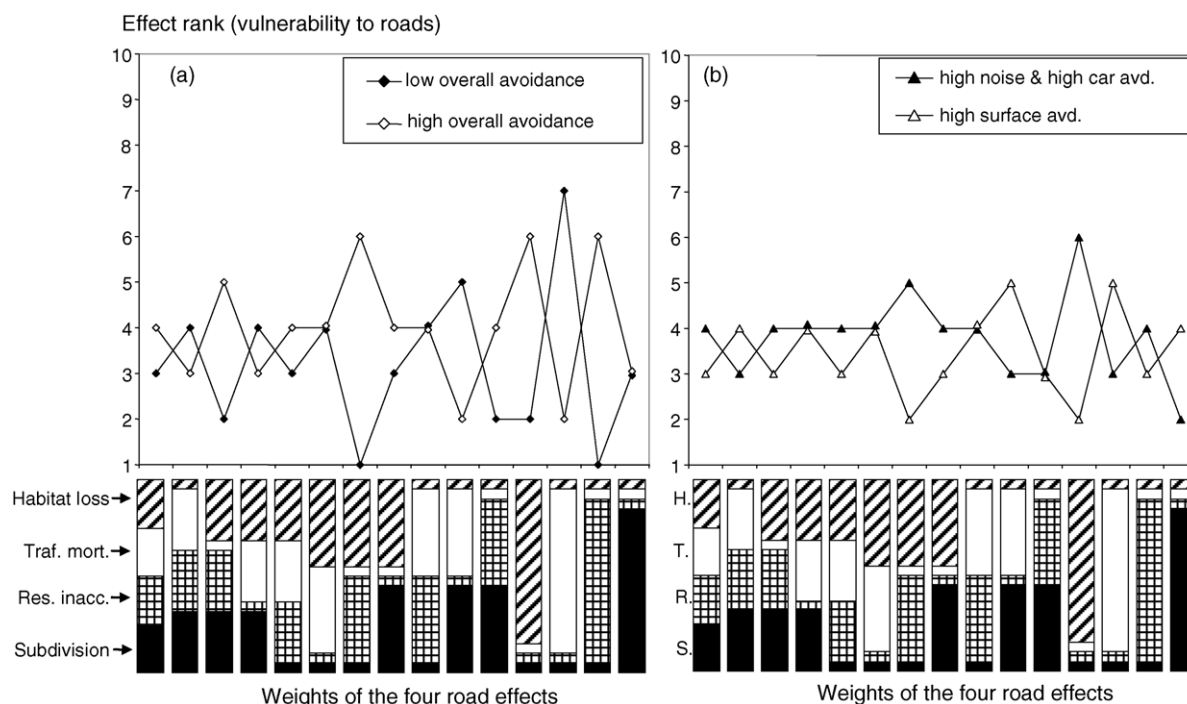 Effect rank (vulnerability to roads)
10
9
8
7
6
5
4
3
2
1
(a)
low overall avoidance
high overall avoidance
Habitat loss
Traf. mort.
Res. inacc.
Subdivision
Weights of the four road effects
10
9
8
7
6
5
4
3
2
1
(b)
high noise & high car avd.
high surface avd.
H.
T.
R.
S.
Weights of the four road effects